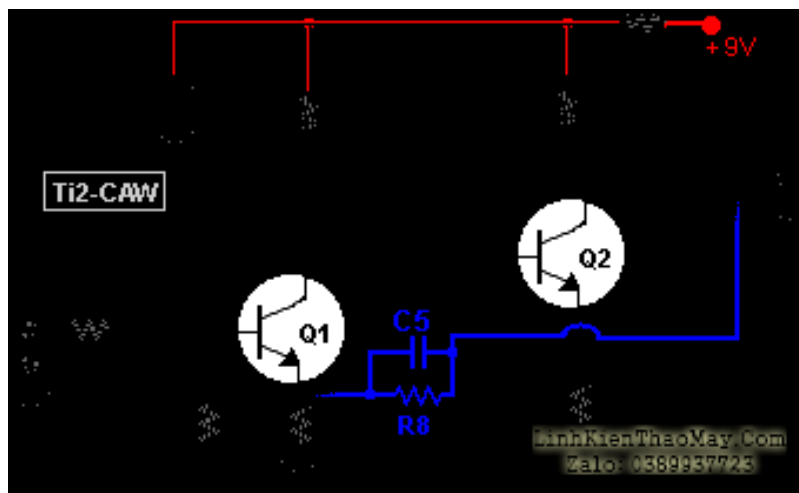 +9V
Ti2-CAW
Q2
C5
Q1
R8
LinhKienThaoMay.Com
Zalo: 0389937723